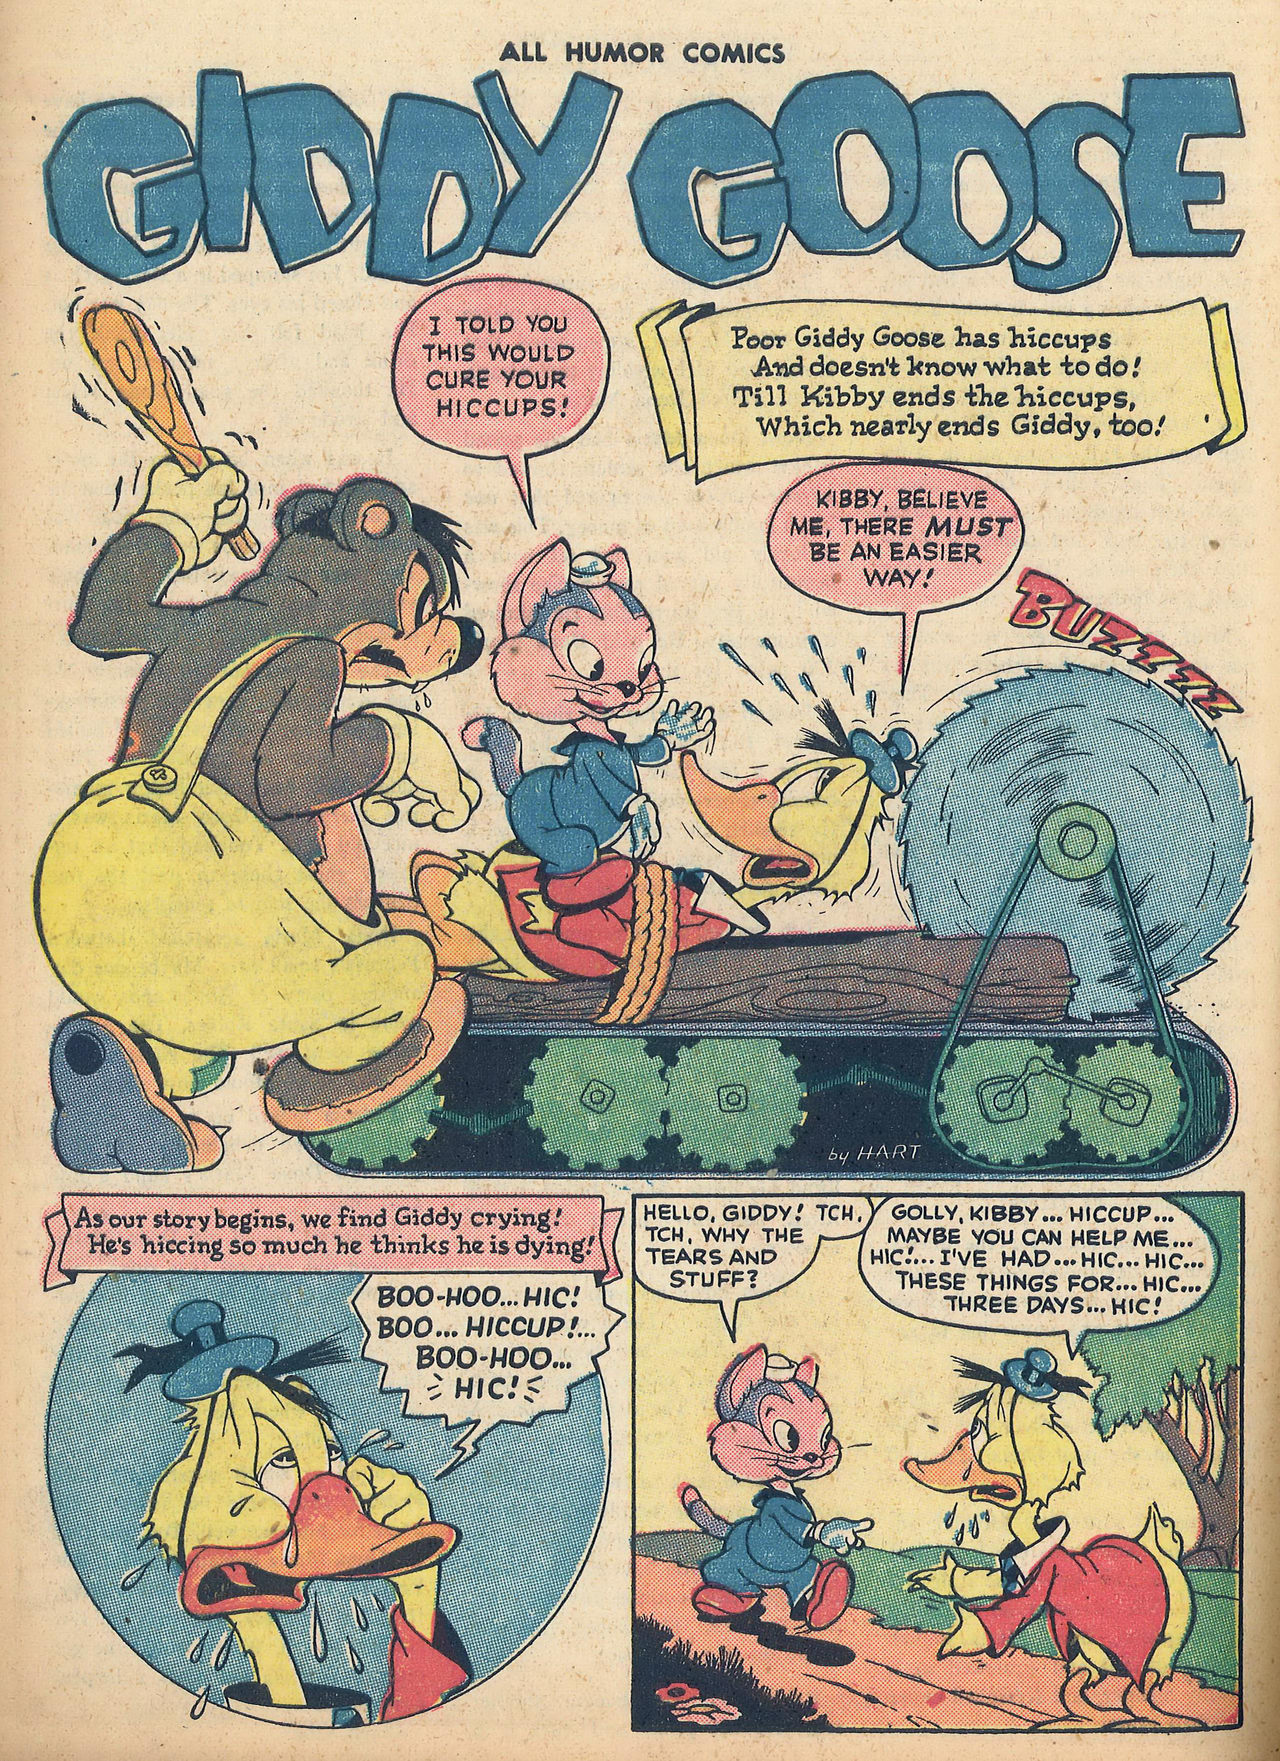 ALL HUMOR COMICS
GIDDY GOOSE
I TOLD YOU
THIS WOULD
CURE YOUR
HICCUPS!
Poor Giddy Goose has hiccups
And doesn't know what to do!
Till Kibby ends the hiccups,
Which nearly ends Giddy, too!
KIBBY, BELIEVE
ME, THERE MUST
BE AN EASIER
WAY!
BUZZZZ
by HART
As our story begins, we find Giddy crying!
He's hiccing so much he thinks he is dying!
BOO-HOO... HIC!
BOO... HICCUP!...
BOO-HOO...
HIC!
HELLO, GIDDY! TCH,
TCH, WHY THE
TEARS AND
STUFF?
GOLLY, KIBBY... HICCUP...
MAYBE YOU CAN HELP ME...
HIC!... I'VE HAD... HIC... HIC...
THESE THINGS FOR... HIC...
THREE DAYS... HIC!